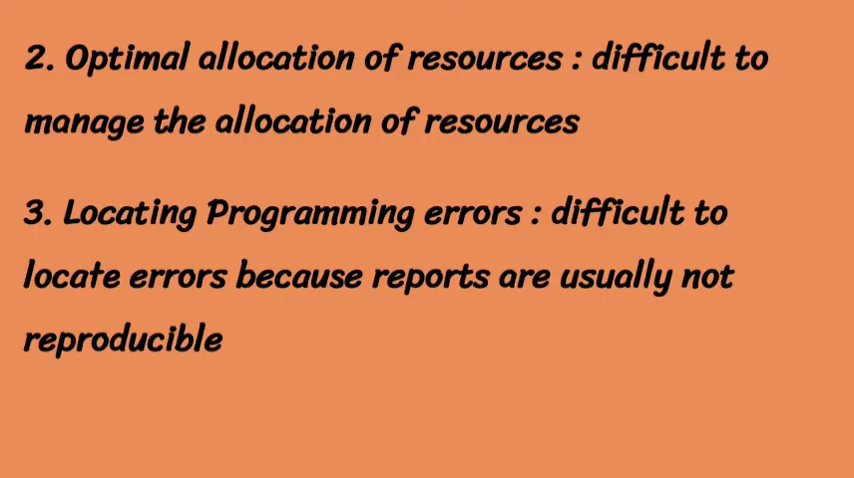 2. Optimal allocation of resources : difficult to
manage the allocation of resources
3. Locating Programming errors : difficult to
locate errors because reports are usually not
reproducible